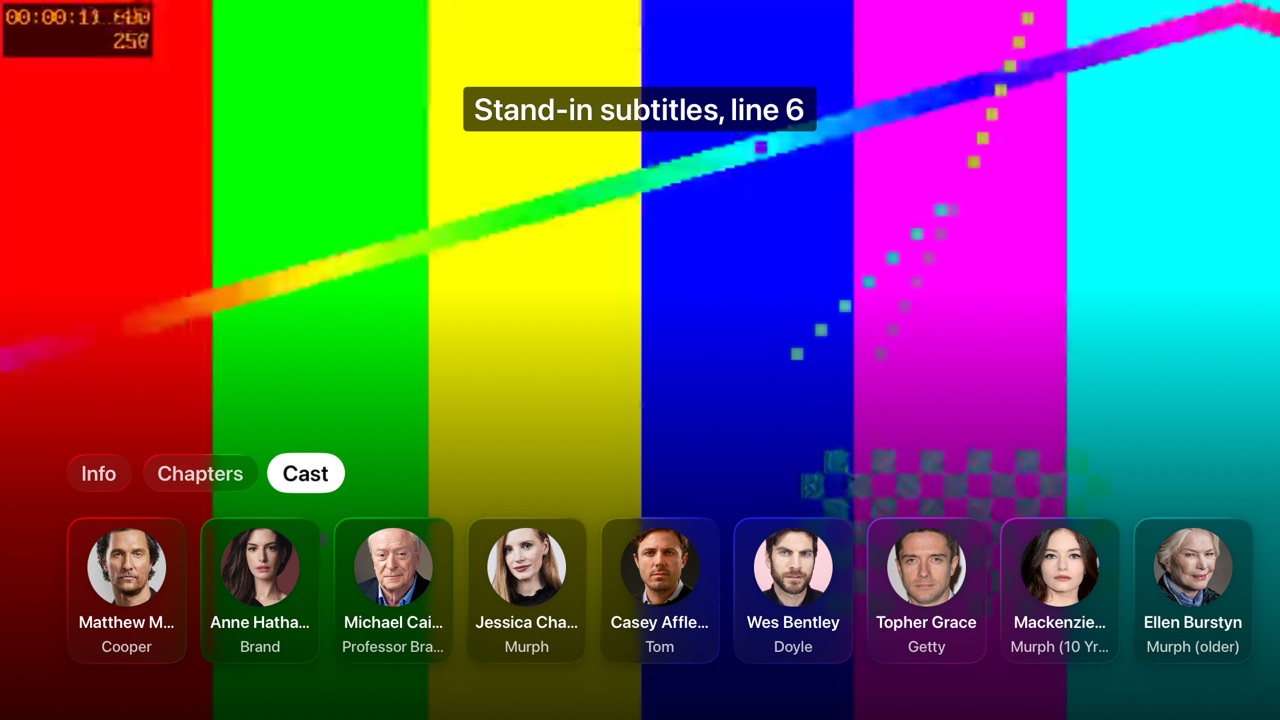 Stand-in subtitles, line 6
Info
Chapters
Cast
Matthew M...
Cooper
Anne Hatha...
Brand
Michael Cai...
Professor Bra...
Jessica Cha...
Murph
Casey Affle...
Tom
Wes Bentley
Doyle
Topher Grace
Getty
Mackenzie...
Murph (10 Yr...
Ellen Burstyn
Murph (older)